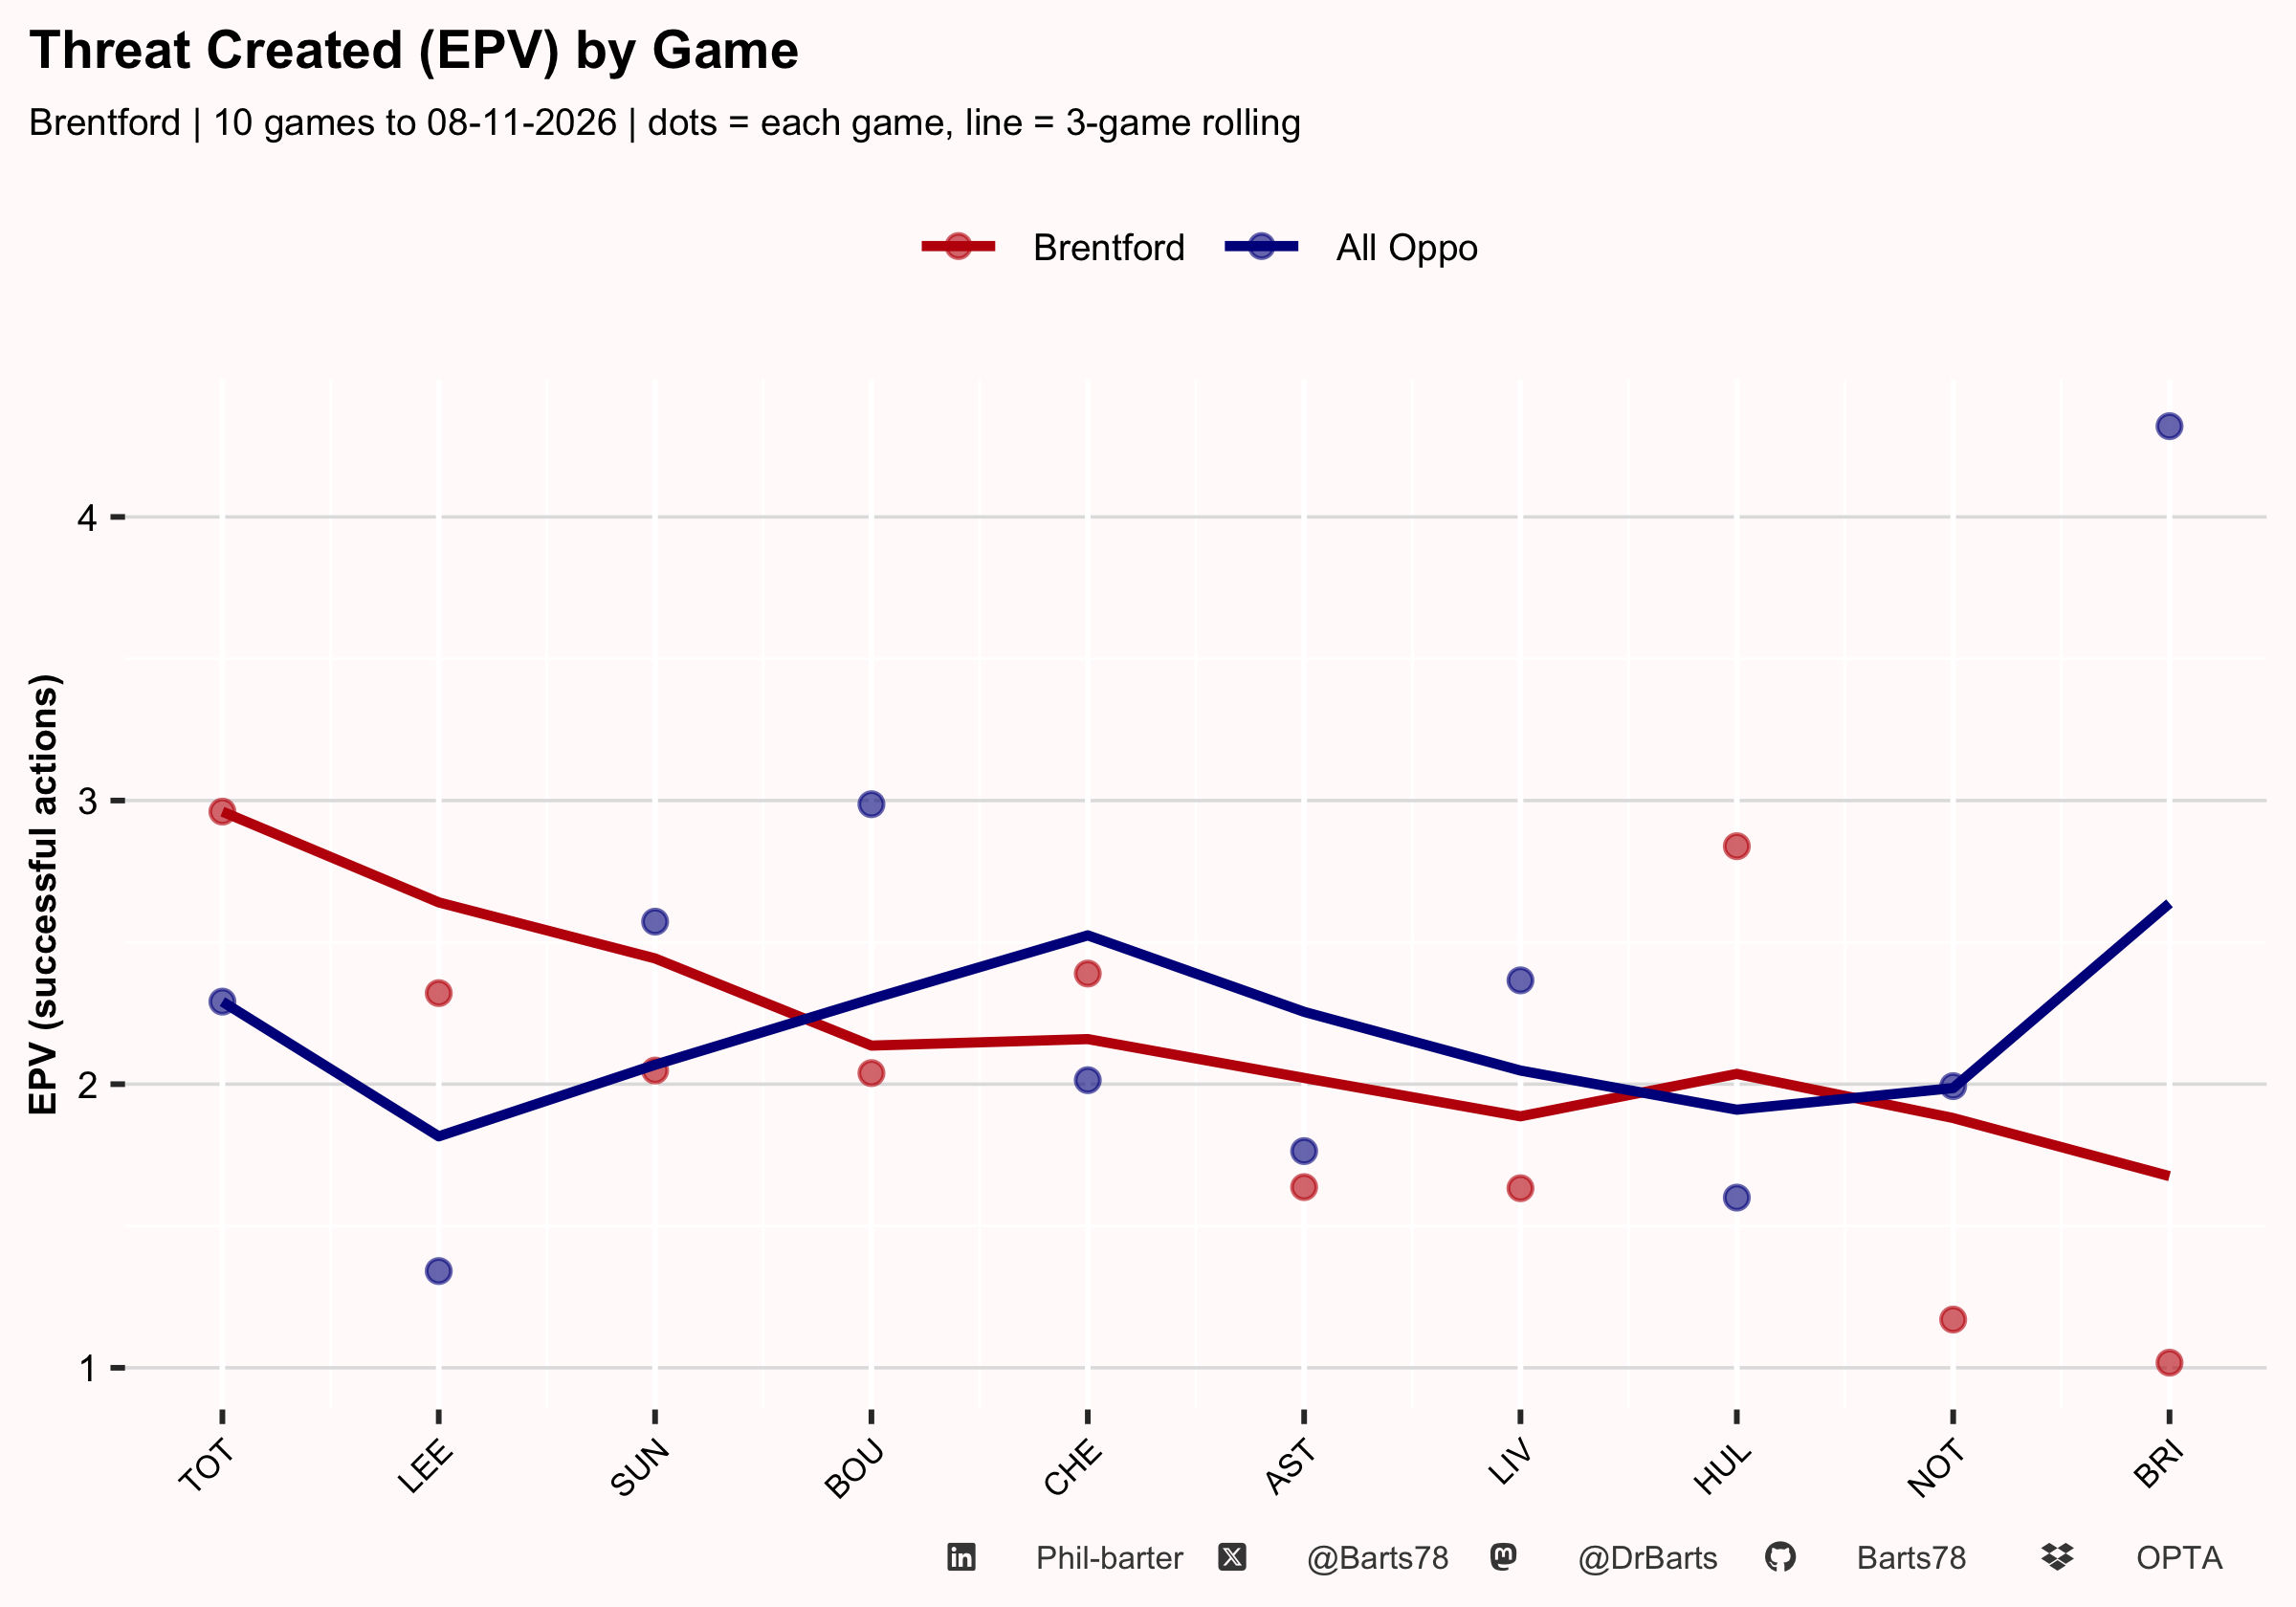 Threat Created (EPV) by Game
Brentford | 10 games to 08-11-2026 | dots = each game, line = 3-game rolling
Brentford
All Oppo
EPV (successful actions)
4
3
2
1
TOT
LEE
SUN
BOU
CHE
AST
LIV
HUL
NOT
BRI
Phil-barter @Barts78 @DrBarts Barts78 OPTA